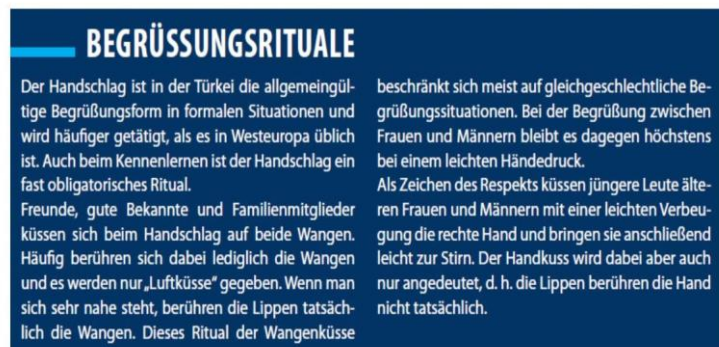 BEGRÜSSUNGSRITUALE
Der Handschlag ist in der Türkei die allgemeingül-
tige Begrüßungsform in formalen Situationen und
wird häufiger getätigt, als es in Westeuropa üblich
ist. Auch beim Kennenlernen ist der Handschlag ein
fast obligatorisches Ritual.
Freunde, gute Bekannte und Familienmitglieder
küssen sich beim Handschlag auf beide Wangen.
Häufig berühren sich dabei lediglich die Wangen
und es werden nur „Luftküsse“ gegeben. Wenn man
sich sehr nahe steht, berühren die Lippen tatsäch-
lich die Wangen. Dieses Ritual der Wangenküsse
beschränkt sich meist auf gleichgeschlechtliche Be-
grüßungssituationen. Bei der Begrüßung zwischen
Frauen und Männern bleibt es dagegen höchstens
bei einem leichten Händedruck.
Als Zeichen des Respekts küssen jüngere Leute älte-
ren Frauen und Männern mit einer leichten Verbeu-
gung die rechte Hand und bringen sie anschließend
leicht zur Stirn. Der Handkuss wird dabei aber auch
nur angedeutet, d. h. die Lippen berühren die Hand
nicht tatsächlich.